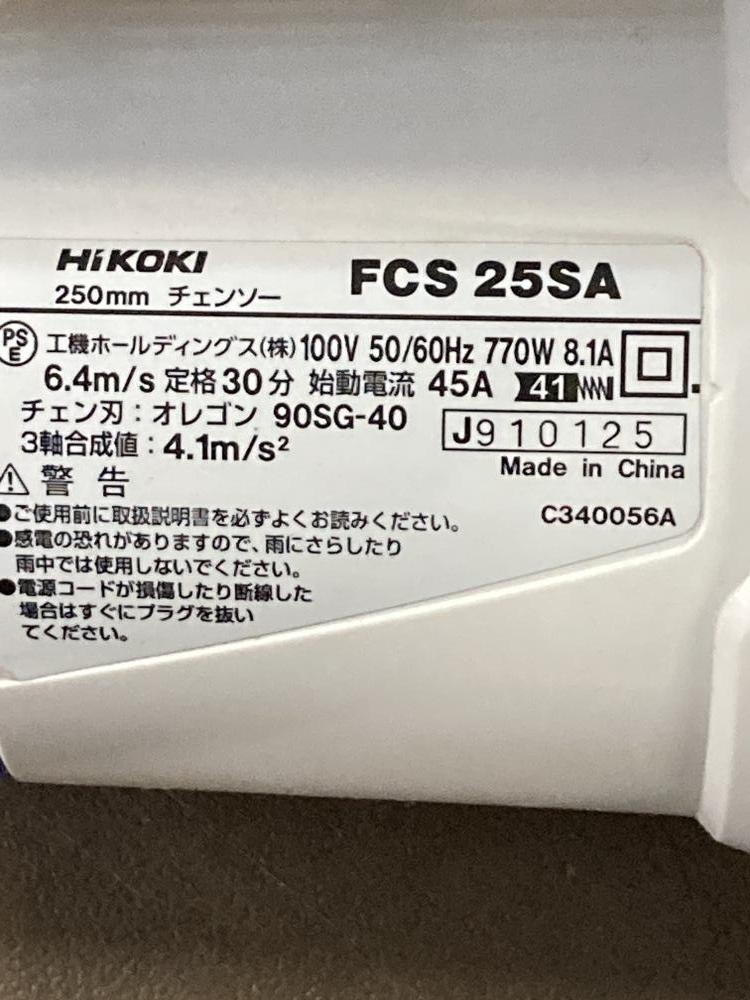 HiKOKI
250mm チェンソー FCS 25SA
PSE 工機ホールディングス(株) 100V 50/60Hz 770W 8.1A
6.4m/s 定格30分 始動電流 45A 41
チェン刃：オレゴン 90SG-40
3軸合成値：4.1m/s²
J910125
Made in China
⚠警告
C340056A
●ご使用前に取扱説明書を必ずよくお読みください。
●感電の恐れがありますので、雨にさらしたり
雨中では使用しないでください。
●電源コードが損傷したり断線した
場合はすぐにプラグを抜い
てください。